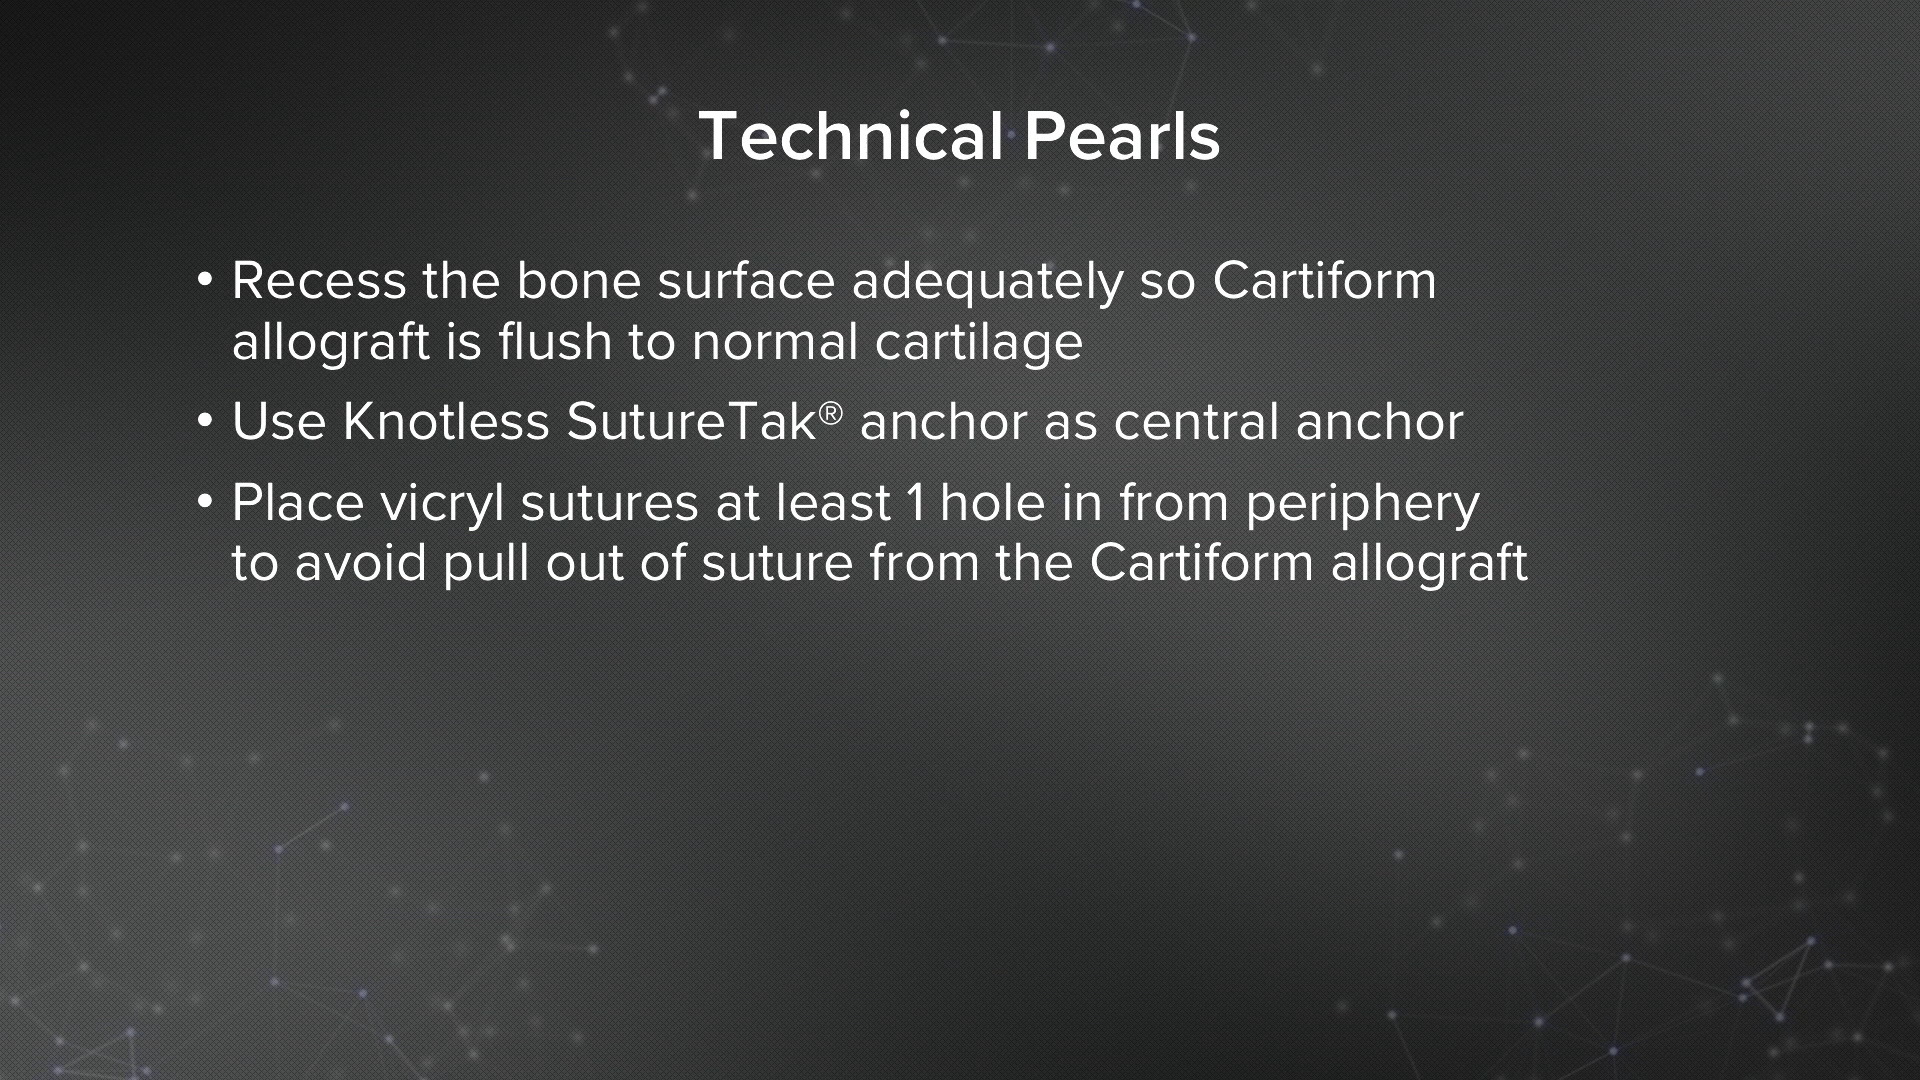 Technical Pearls
• Recess the bone surface adequately so Cartiform
allograft is flush to normal cartilage
• Use Knotless SutureTak® anchor as central anchor
• Place vicryl sutures at least 1 hole in from periphery
to avoid pull out of suture from the Cartiform allograft